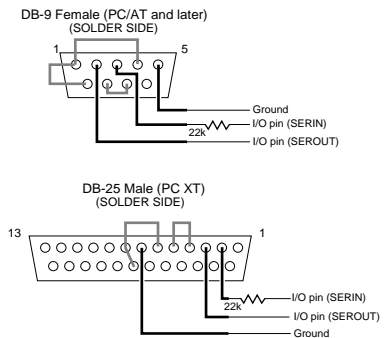 DB-9 Female (PC/AT and later)
(SOLDER SIDE)
1 5
Ground
I/O pin (SERIN)
22k
I/O pin (SEROUT)
DB-25 Male (PC XT)
(SOLDER SIDE)
13 1
I/O pin (SERIN)
22k
I/O pin (SEROUT)
Ground